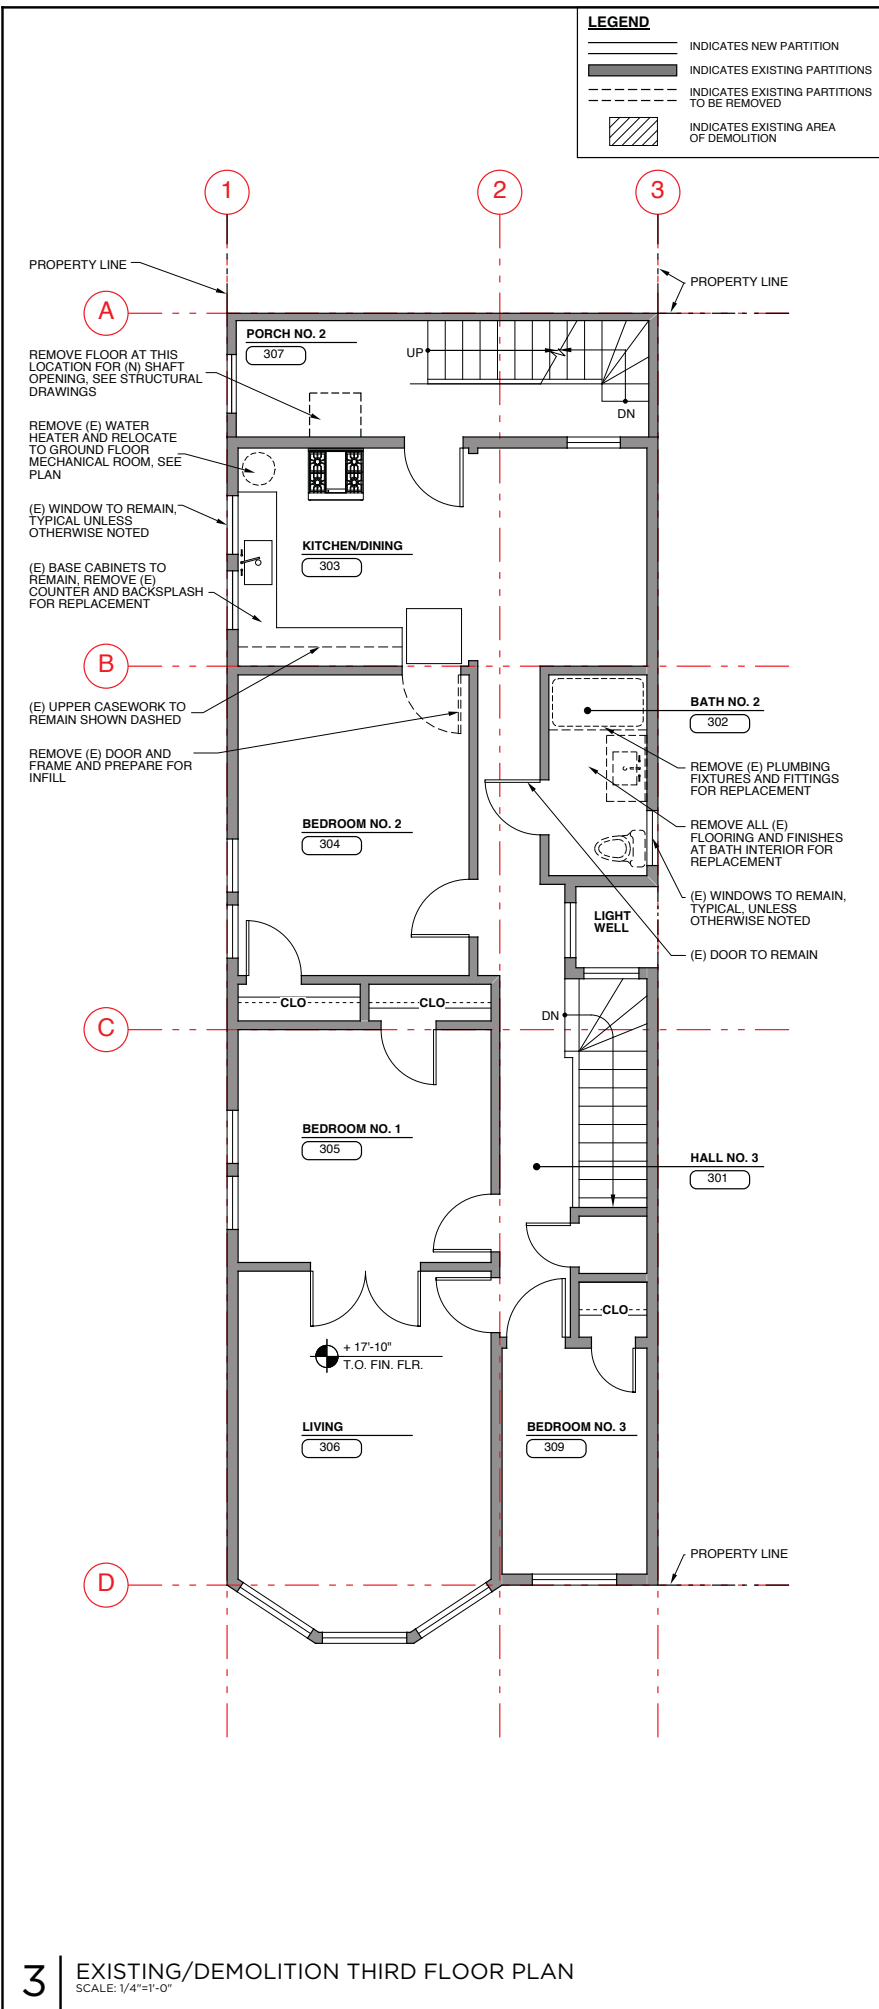 LEGEND
INDICATES NEW PARTITION
INDICATES EXISTING PARTITIONS
INDICATES EXISTING PARTITIONS
TO BE REMOVED
INDICATES EXISTING AREA
OF DEMOLITION
1
2
3
PROPERTY LINE
PROPERTY LINE
A
PORCH NO. 2
307
UP
DN
REMOVE FLOOR AT THIS
LOCATION FOR (N) SHAFT
OPENING, SEE STRUCTURAL
DRAWINGS
REMOVE (E) WATER
HEATER AND RELOCATE
TO GROUND FLOOR
MECHANICAL ROOM, SEE
PLAN
(E) WINDOW TO REMAIN,
TYPICAL UNLESS
OTHERWISE NOTED
KITCHEN/DINING
303
(E) BASE CABINETS TO
REMAIN, REMOVE (E)
COUNTER AND BACKSPLASH
FOR REPLACEMENT
B
(E) UPPER CASEWORK TO
REMAIN SHOWN DASHED
REMOVE (E) DOOR AND
FRAME AND PREPARE FOR
INFILL
BATH NO. 2
302
REMOVE (E) PLUMBING
FIXTURES AND FITTINGS
FOR REPLACEMENT
BEDROOM NO. 2
304
REMOVE ALL (E)
FLOORING AND FINISHES
AT BATH INTERIOR FOR
REPLACEMENT
(E) WINDOWS TO REMAIN,
TYPICAL, UNLESS
OTHERWISE NOTED
LIGHT
WELL
(E) DOOR TO REMAIN
CLO
CLO
DN
C
BEDROOM NO. 1
305
HALL NO. 3
301
CLO
+ 17'-10"
T.O. FIN. FLR.
LIVING
306
BEDROOM NO. 3
309
PROPERTY LINE
D
3
EXISTING/DEMOLITION THIRD FLOOR PLAN
SCALE: 1/4"=1'-0"